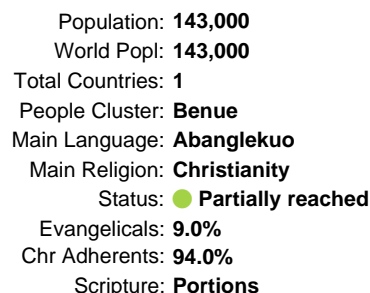 Population: 143,000
World Popl: 143,000
Total Countries: 1
People Cluster: Benue
Main Language: Abanglekuo
Main Religion: Christianity
Status: Partially reached
Evangelicals: 9.0%
Chr Adherents: 94.0%
Scripture: Portions